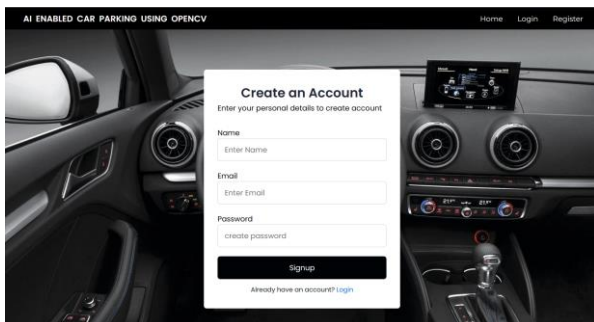 AI ENABLED CAR PARKING USING OPENCV
Home Login Register
Create an Account
Enter your personal details to create account
Name
Enter Name
Email
Enter Email
Password
create password
Signup
Already have an account? Login